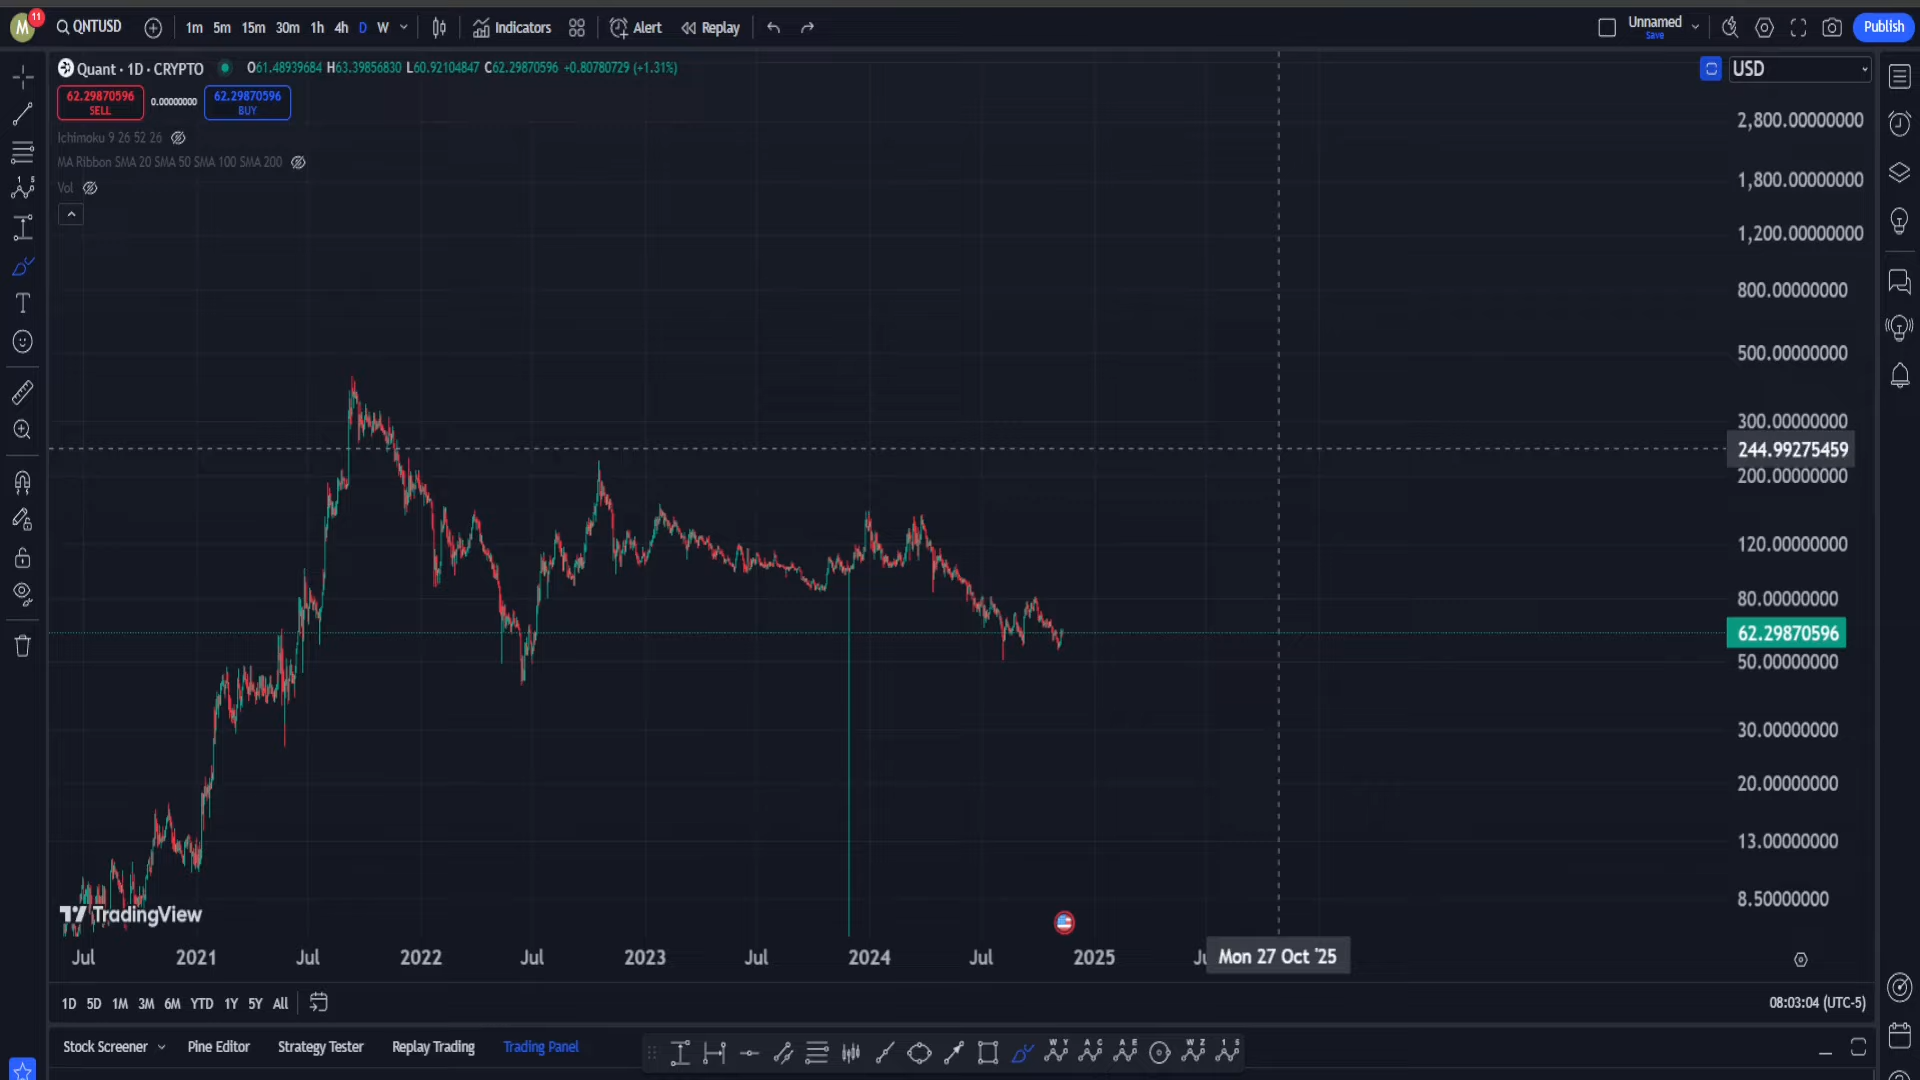 M 11 QNTUSD 1m 5m 15m 30m 1h 4h D W Indicators Alert Replay Unnamed Save Publish
Quant · 1D · CRYPTO O61.48939684 H63.39856830 L60.92104847 C62.29870596 +0.80780729 (+1.31%) USD
62.29870596 SELL 0.00000000 62.29870596 BUY
Ichimoku 9 26 52 26
MA Ribbon SMA 20 SMA 50 SMA 100 SMA 200
Vol
2,800.00000000
1,800.00000000
1,200.00000000
800.00000000
500.00000000
300.00000000
244.99275459
200.00000000
120.00000000
80.00000000
62.29870596
50.00000000
30.00000000
20.00000000
13.00000000
8.50000000
TradingView
Jul 2021 Jul 2022 Jul 2023 Jul 2024 Jul 2025 Mon 27 Oct '25
1D 5D 1M 3M 6M YTD 1Y 5Y All 08:03:04 (UTC-5)
Stock Screener Pine Editor Strategy Tester Replay Trading Trading Panel